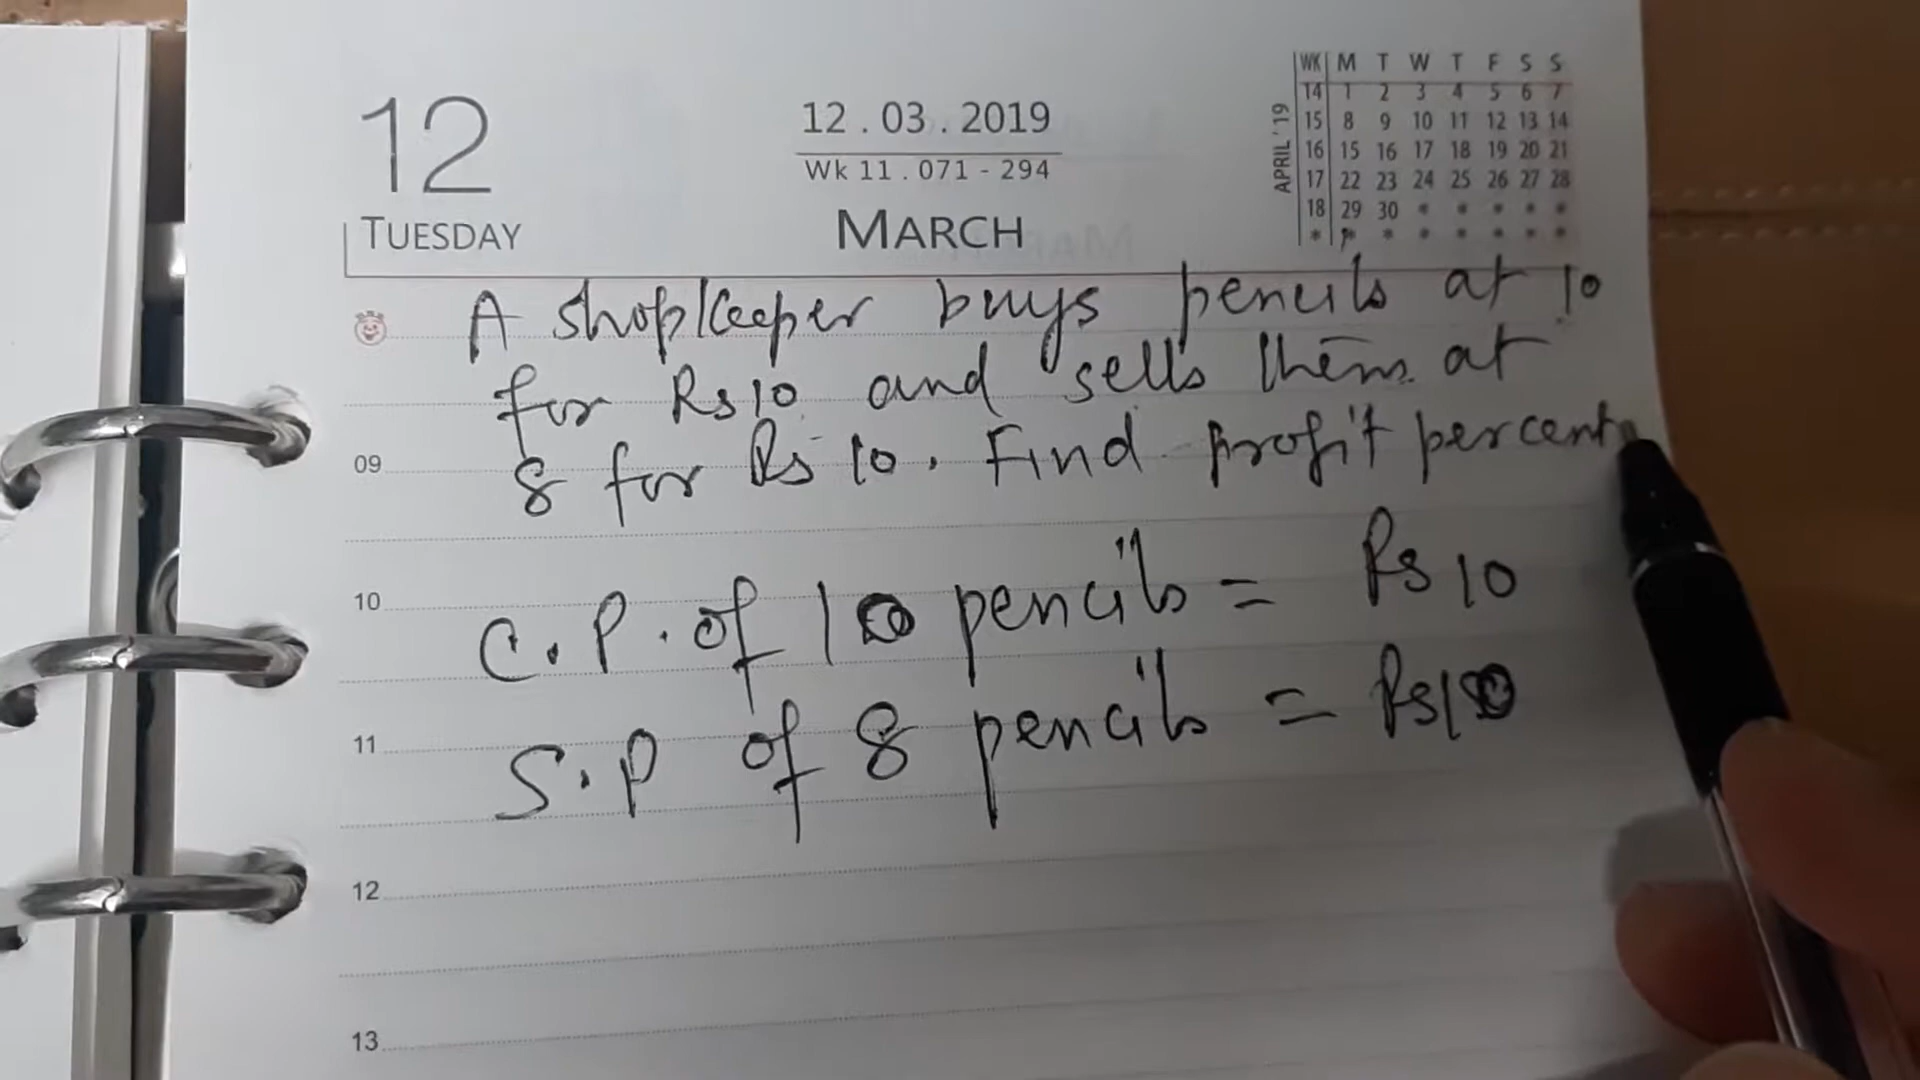 12
TUESDAY
12 . 03 . 2019
Wk 11 . 071 - 294
MARCH
APRIL '19
WK M T W T F S S
14 1 2 3 4 5 6 7
15 8 9 10 11 12 13 14
16 15 16 17 18 19 20 21
17 22 23 24 25 26 27 28
18 29 30 * * * * *
* * * * * * *
A shopkeeper buys pencils at 10
for Rs 10 and sells them at
09 8 for Rs 10. Find profit percent
10 C.P. of 10 pencils = Rs 10
11 S.P of 8 pencils = Rs 10
12
13